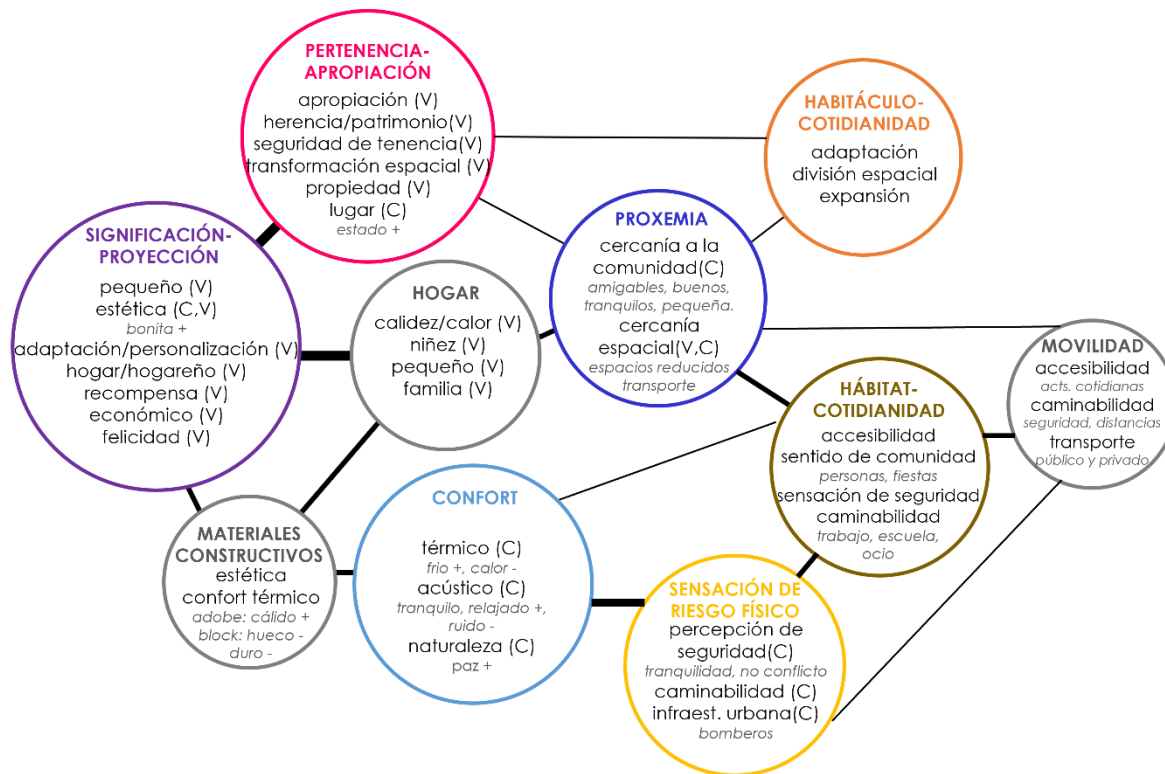 PERTENENCIA-
APROPIACIÓN
apropiación (V)
herencia/patrimonio(V)
seguridad de tenencia(V)
transformación espacial (V)
propiedad (V)
lugar (C)
estado +
HABITÁCULO-
COTIDIANIDAD
adaptación
división espacial
expansión
SIGNIFICACIÓN-
PROYECCIÓN
pequeño (V)
estética (C,V)
bonita +
adaptación/personalización (V)
hogar/hogareño (V)
recompensa (V)
económico (V)
felicidad (V)
HOGAR
calidez/calor (V)
niñez (V)
pequeño (V)
familia (V)
PROXEMIA
cercanía a la
comunidad(C)
amigables, buenos,
tranquilos, pequeña.
cercanía
espacial(V,C)
espacios reducidos
transporte
MOVILIDAD
accesibilidad
acts. cotidianas
caminabilidad
seguridad, distancias
transporte
público y privado
HÁBITAT-
COTIDIANIDAD
accesibilidad
sentido de comunidad
personas, fiestas
sensación de seguridad
caminabilidad
trabajo, escuela,
ocio
MATERIALES
CONSTRUCTIVOS
estética
confort térmico
adobe: cálido +
block: hueco -
duro -
CONFORT
térmico (C)
frio +, calor -
acústico (C)
tranquilo, relajado +,
ruido -
naturaleza (C)
paz +
SENSACIÓN DE
RIESGO FÍSICO
percepción de
seguridad(C)
tranquilidad, no conflicto
caminabilidad (C)
infraest. urbana(C)
bomberos